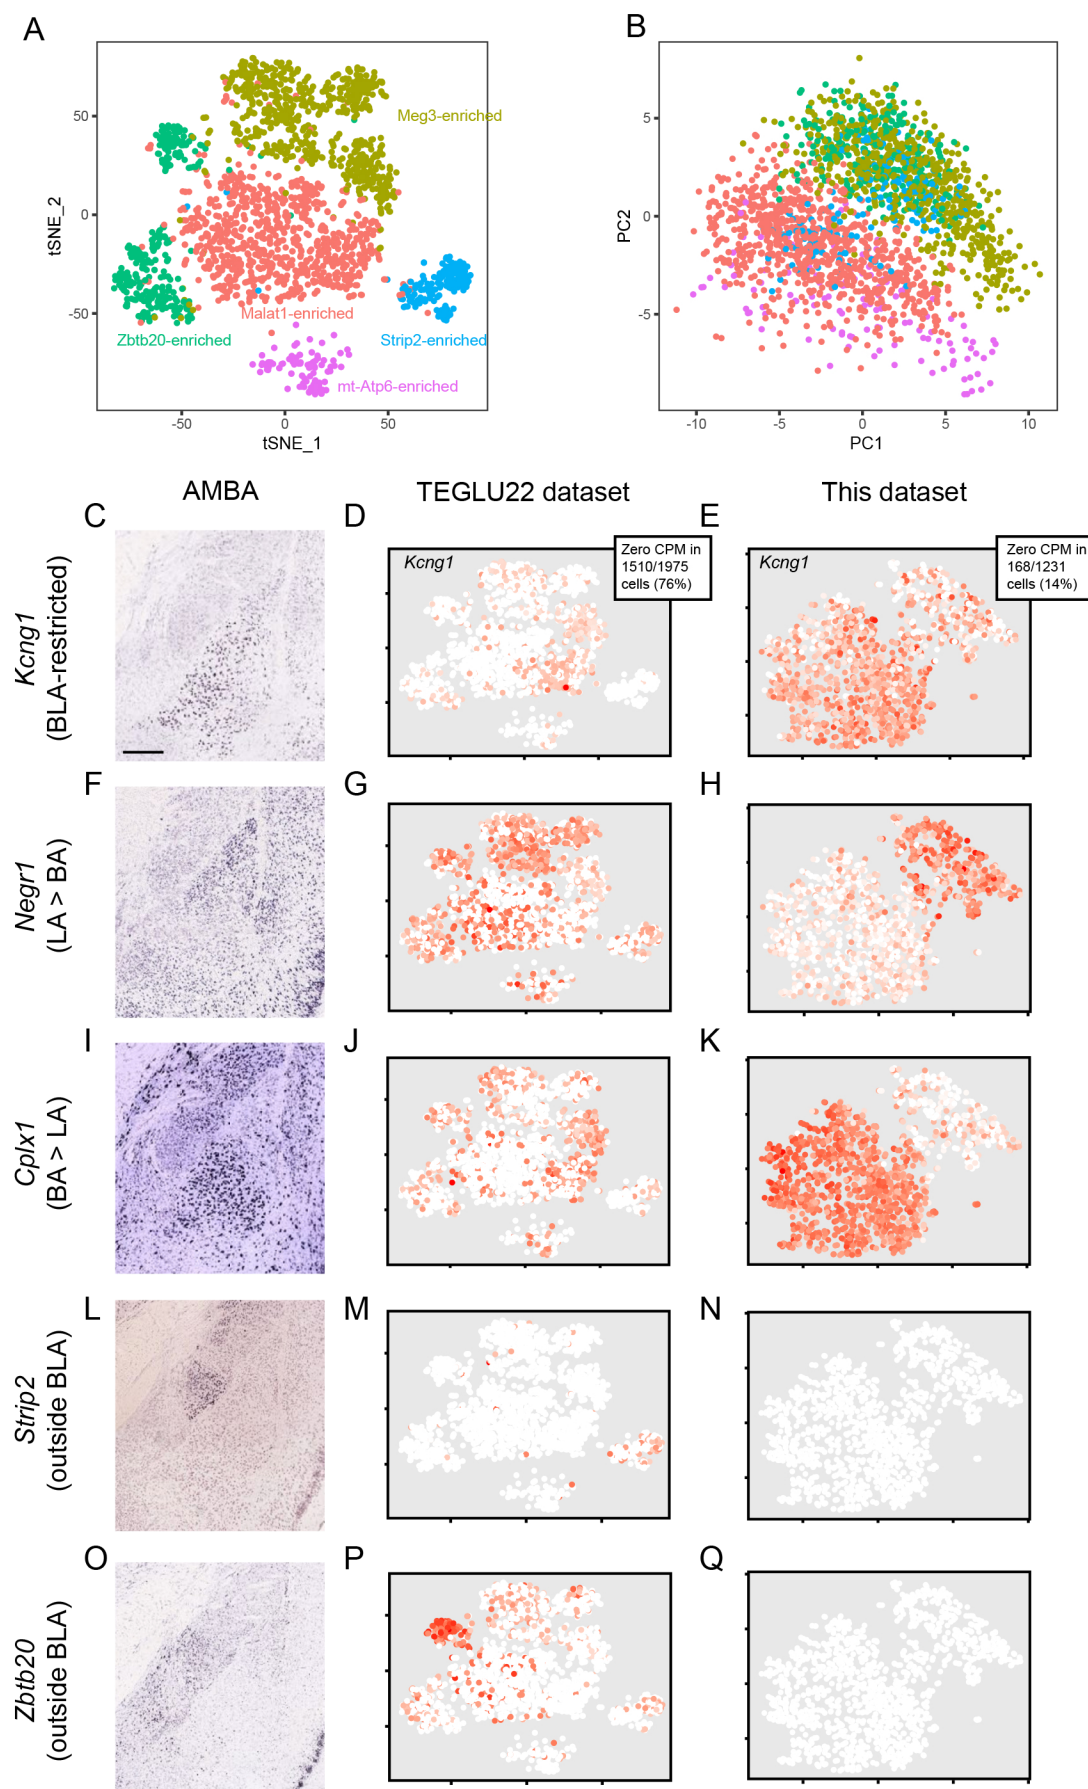 A
B
tSNE_2
50
0
-50
Meg3-enriched
Malat1-enriched
Zbtb20-enriched
Strip2-enriched
mt-Atp6-enriched
-50
0
50
tSNE_1
PC2
5
0
-5
-10
-5
0
5
10
PC1
AMBA
TEGLU22 dataset
This dataset
C
D
E
Kcng1
(BLA-restricted)
Kcng1
Zero CPM in
1510/1975
cells (76%)
Kcng1
Zero CPM in
168/1231
cells (14%)
F
G
H
Negr1
(LA > BA)
I
J
K
Cplx1
(BA > LA)
L
M
N
Strip2
(outside BLA)
O
P
Q
Zbtb20
(outside BLA)